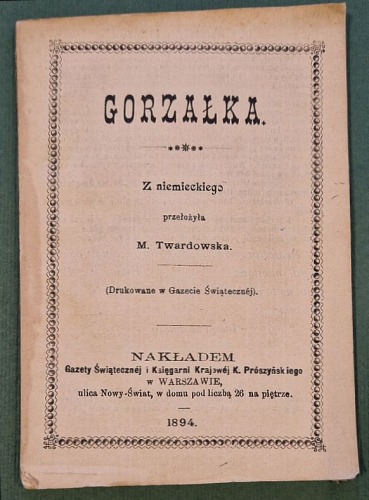 GORZAŁKA.
Z niemieckiego
przełożyła
M. Twardowska.
(Drukowane w Gazecie Świątecznéj).
NAKŁADEM
Gazety Świątecznéj i Księgarni Krajowéj K. Prószyńskiego
w WARSZAWIE,
ulica Nowy-Świat, w domu pod liczbą 26 na piętrze.
1894.